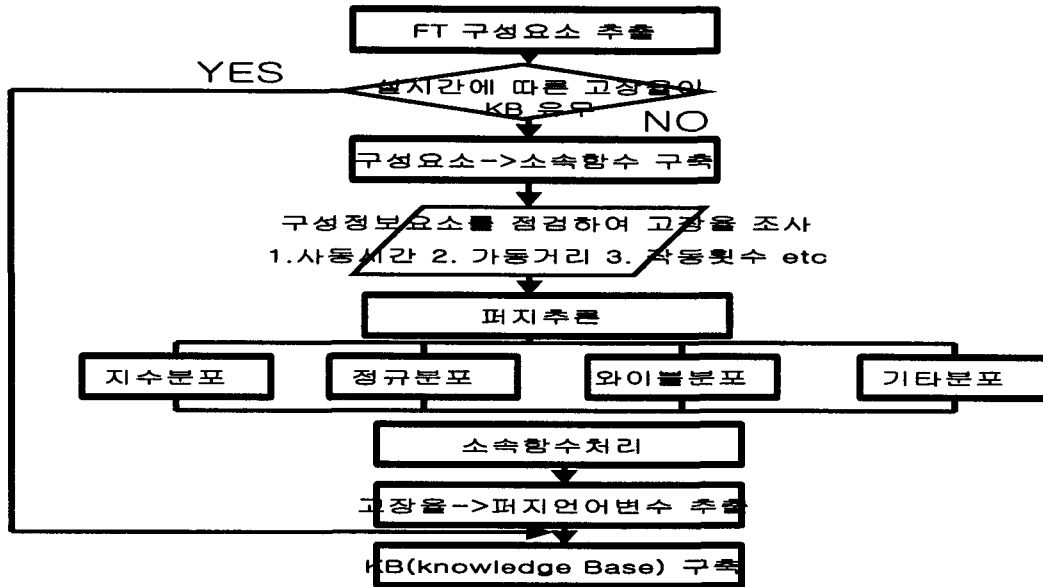 FT 구성요소 추출
YES
실시간에 따른 고장율이
KB 유무
NO
구성요소->소속함수 구축
구성정보요소를 점검하여 고장율 조사
1.사동시간 2. 가동거리 3. 작동횟수 etc
퍼지추론
지수분포 정규분포 와이블분포 기타분포
소속함수처리
고장율->퍼지언어변수 추출
KB(knowledge Base) 구축